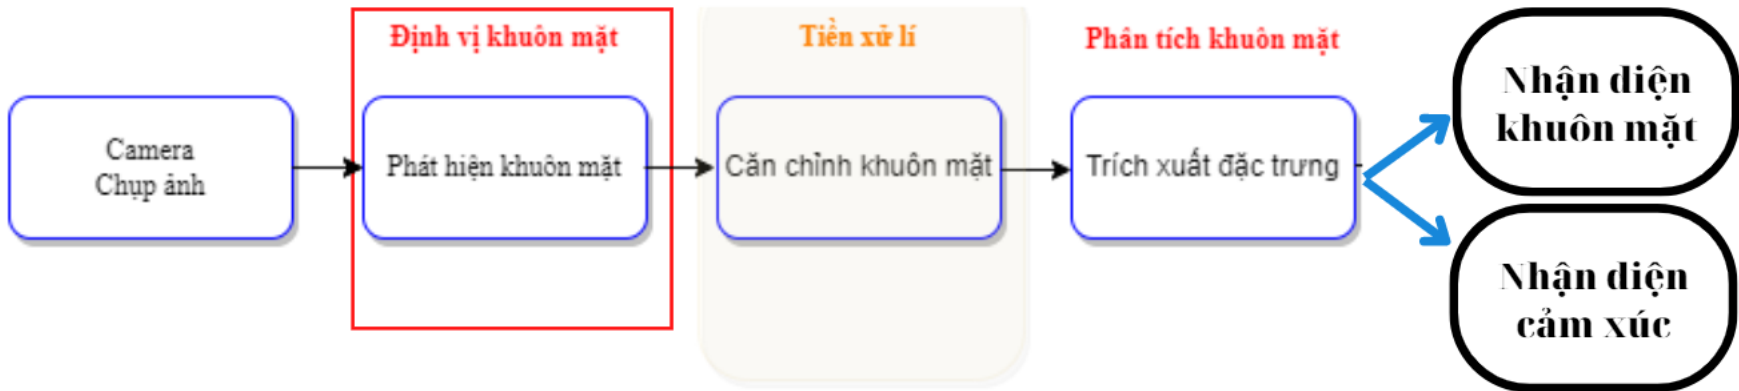 Định vị khuôn mặt
Tiền xử lí
Phân tích khuôn mặt
Camera
Chụp ảnh
Phát hiện khuôn mặt
Căn chỉnh khuôn mặt
Trích xuất đặc trưng
Nhận diện
khuôn mặt
Nhận diện
cảm xúc